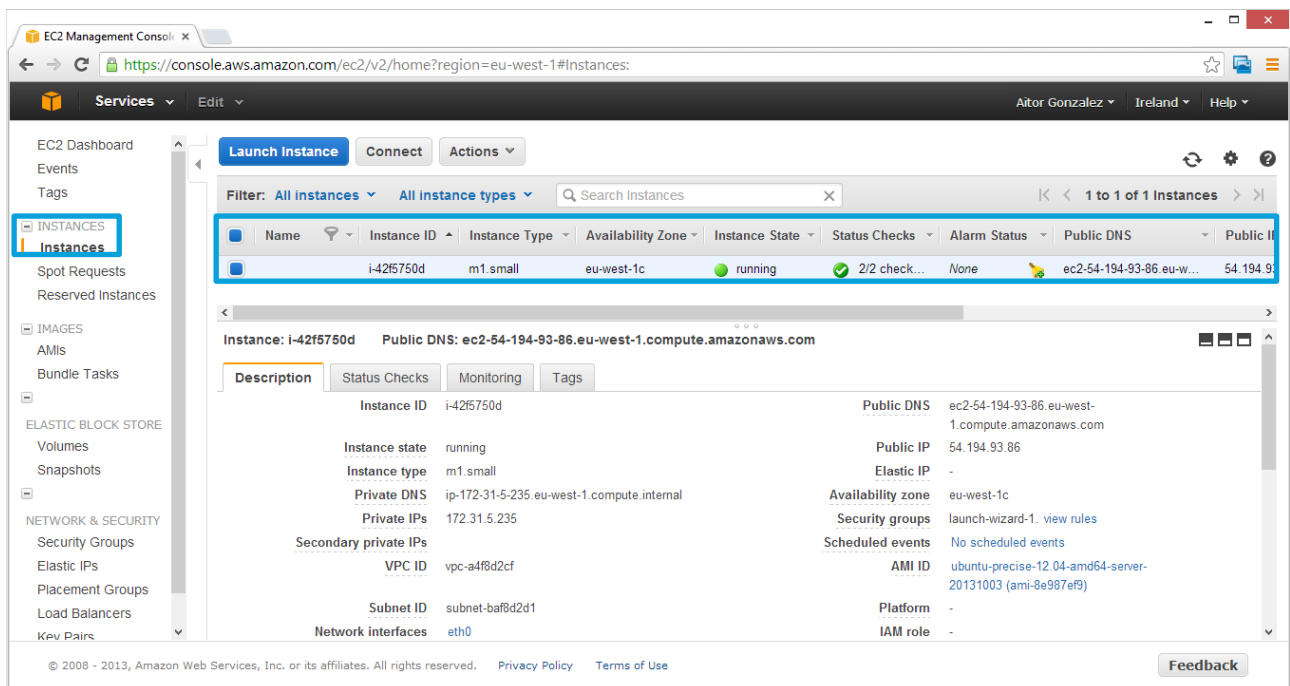 EC2 Management Consol
https://console.aws.amazon.com/ec2/v2/home?region=eu-west-1#Instances:
Services Edit Aitor Gonzalez Ireland Help
EC2 Dashboard
Events
Tags
INSTANCES
Instances
Spot Requests
Reserved Instances
IMAGES
AMIs
Bundle Tasks
ELASTIC BLOCK STORE
Volumes
Snapshots
NETWORK & SECURITY
Security Groups
Elastic IPs
Placement Groups
Load Balancers
Key Pairs
Launch Instance Connect Actions
Filter: All instances All instance types Search Instances 1 to 1 of 1 Instances
Name Instance ID Instance Type Availability Zone Instance State Status Checks Alarm Status Public DNS Public I
i-42f5750d m1.small eu-west-1c running 2/2 check... None ec2-54-194-93-86.eu-w... 54.194.9
Instance: i-42f5750d Public DNS: ec2-54-194-93-86.eu-west-1.compute.amazonaws.com
Description Status Checks Monitoring Tags
Instance ID i-42f5750d Public DNS ec2-54-194-93-86.eu-west-
1.compute.amazonaws.com
Instance state running Public IP 54.194.93.86
Instance type m1.small Elastic IP -
Private DNS ip-172-31-5-235.eu-west-1.compute.internal Availability zone eu-west-1c
Private IPs 172.31.5.235 Security groups launch-wizard-1. view rules
Secondary private IPs Scheduled events No scheduled events
VPC ID vpc-a4f8d2cf AMI ID ubuntu-precise-12.04-amd64-server-
20131003 (ami-8e987ef9)
Subnet ID subnet-baf8d2d1 Platform -
Network interfaces eth0 IAM role -
© 2008 - 2013, Amazon Web Services, Inc. or its affiliates. All rights reserved. Privacy Policy Terms of Use Feedback